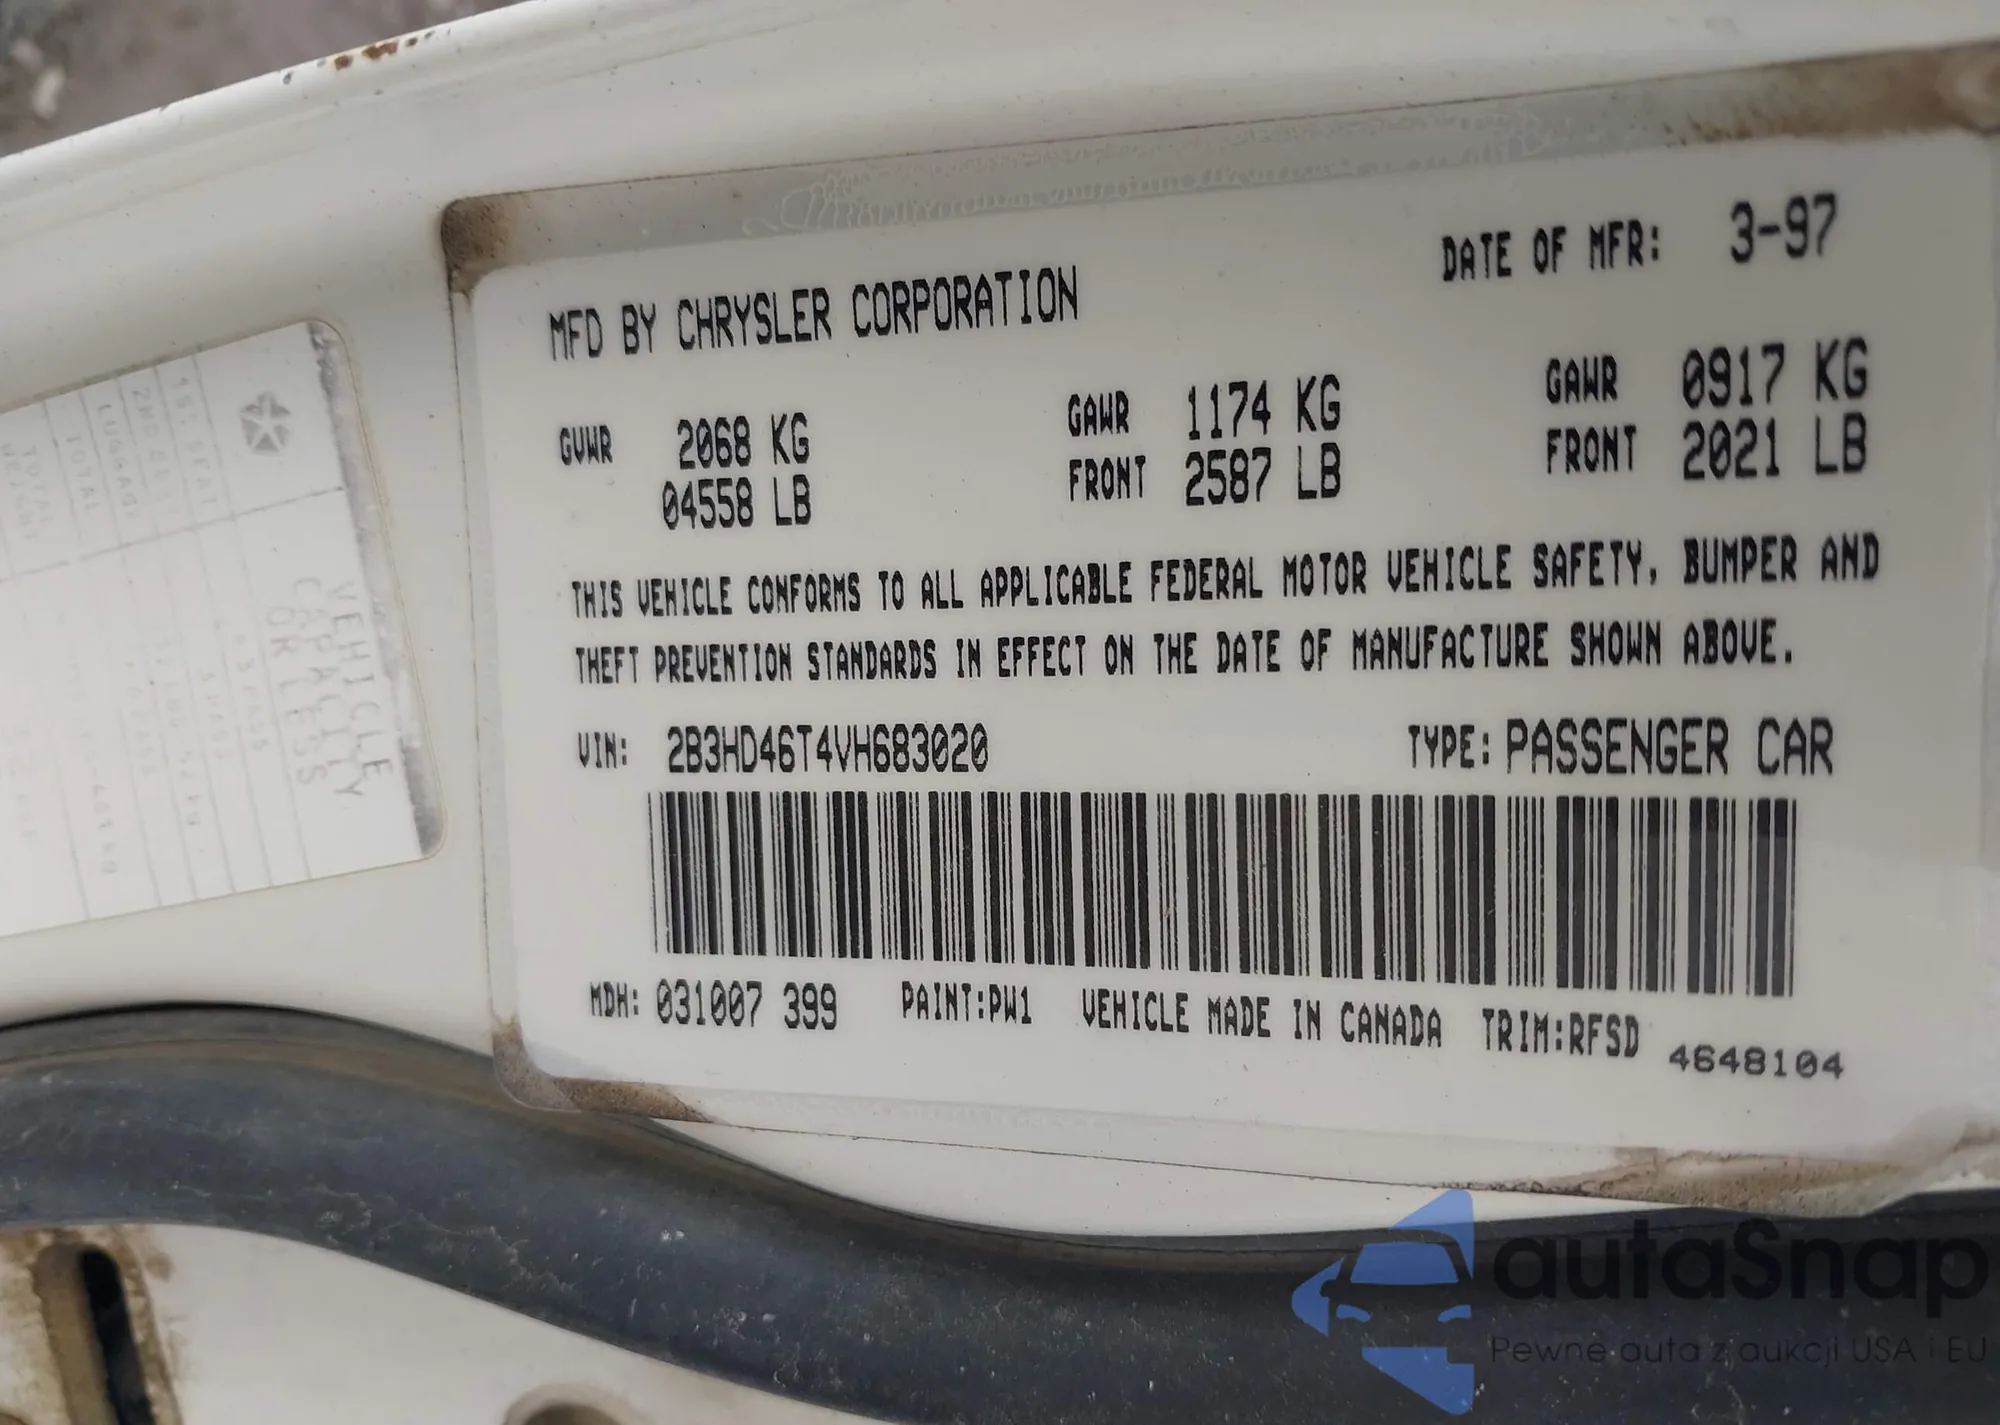 MFD BY CHRYSLER CORPORATION
DATE OF MFR: 3-97
GVWR 2068 KG
04558 LB
GAWR 1174 KG
FRONT 2587 LB
GAWR 0917 KG
FRONT 2021 LB
THIS VEHICLE CONFORMS TO ALL APPLICABLE FEDERAL MOTOR VEHICLE SAFETY, BUMPER AND
THEFT PREVENTION STANDARDS IN EFFECT ON THE DATE OF MANUFACTURE SHOWN ABOVE.
VIN: 2B3HD46T4VH683020
TYPE: PASSENGER CAR
MDH: 031007 399 PAINT:PW1 VEHICLE MADE IN CANADA TRIM:RFSD 4648104
VEHICLE
CAPACITY
OR LESS
LUGGAGE
TOTAL
TOTAL
WEIGHT
autaSnap
Pewne auta z aukcji USA i EU